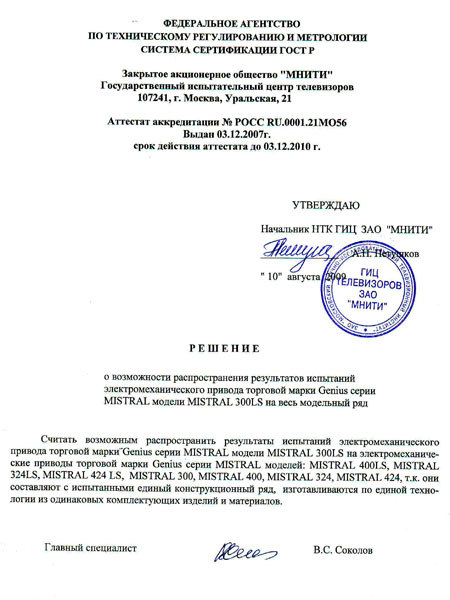 ФЕДЕРАЛЬНОЕ АГЕНТСТВО
ПО ТЕХНИЧЕСКОМУ РЕГУЛИРОВАНИЮ И МЕТРОЛОГИИ
СИСТЕМА СЕРТИФИКАЦИИ ГОСТ Р
Закрытое акционерное общество "МНИТИ"
Государственный испытательный центр телевизоров
107241, г. Москва, Уральская, 21
Аттестат аккредитации № РОСС RU.0001.21МО56
Выдан 03.12.2007г.
срок действия аттестата до 03.12.2010 г.
УТВЕРЖДАЮ
Начальник НТК ГИЦ ЗАО "МНИТИ"
А.Н. Петушков
" 10" августа 2009
ГИЦ
ТЕЛЕВИЗОРОВ
ЗАО
"МНИТИ"
Р Е Ш Е Н И Е
о возможности распространения результатов испытаний
электромеханического привода торговой марки Genius серии
MISTRAL модели MISTRAL 300LS на весь модельный ряд
Считать возможным распространить результаты испытаний электромеханического
привода торговой марки Genius серии MISTRAL модели MISTRAL 300LS на электромеханиче-
ские приводы торговой марки Genius серии MISTRAL моделей: MISTRAL 400LS, MISTRAL
324LS, MISTRAL 424 LS, MISTRAL 300, MISTRAL 400, MISTRAL 324, MISTRAL 424, т.к. они
составляют с испытанными единый конструкционный ряд, изготавливаются по единой техно-
логии из одинаковых комплектующих изделий и материалов.
Главный специалист
В.С. Соколов